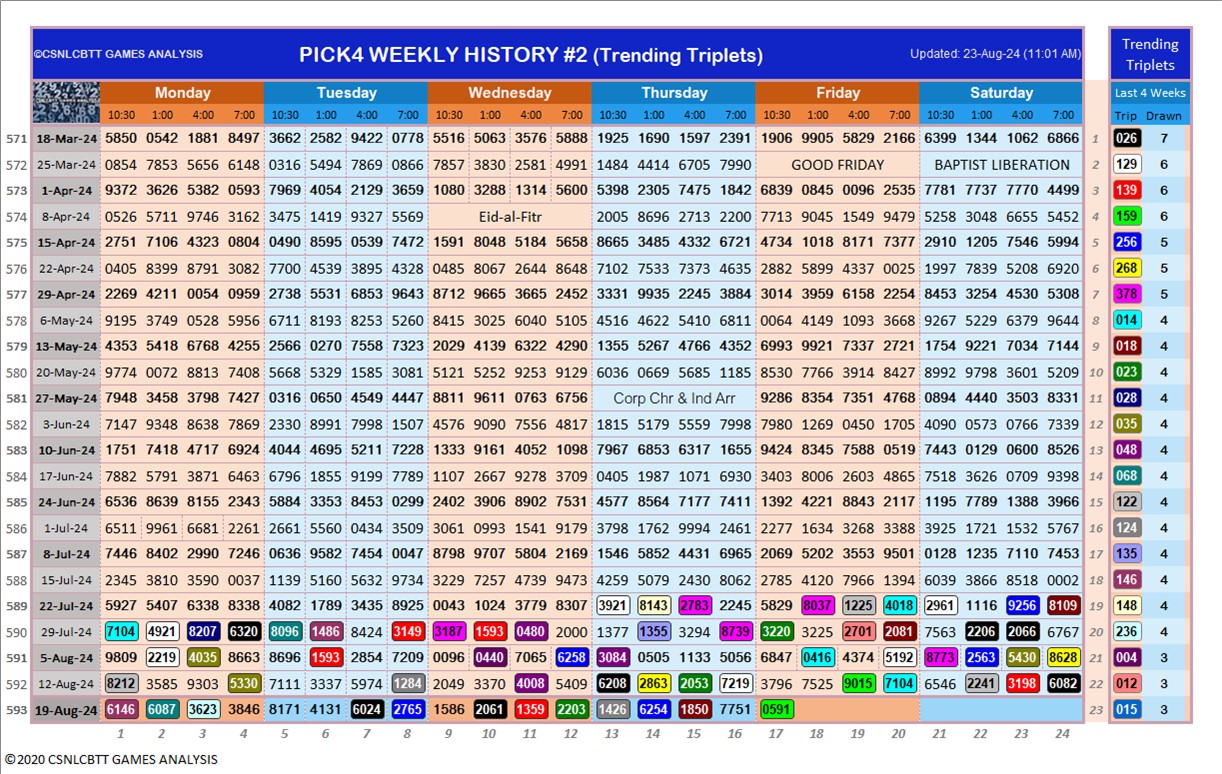 ©CSNLCBTT GAMES ANALYSIS PICK4 WEEKLY HISTORY #2 (Trending Triplets) Updated: 23-Aug-24 (11:01 AM) Trending Triplets
Monday Tuesday Wednesday Thursday Friday Saturday Last 4 Weeks
10:30 1:00 4:00 7:00 10:30 1:00 4:00 7:00 10:30 1:00 4:00 7:00 10:30 1:00 4:00 7:00 10:30 1:00 4:00 7:00 10:30 1:00 4:00 7:00 Trip Drawn
571 18-Mar-24 5850 0542 1881 8497 3662 2582 9422 0777 5516 5063 3576 5888 1925 1690 1597 2391 1906 9905 5829 2166 6399 1344 1062 6866 1 026 7
572 25-Mar-24 0854 7853 5656 6148 0316 5494 7869 0866 7857 3830 2581 4991 1484 4414 6705 7990 GOOD FRIDAY BAPTIST LIBERATION 2 129 6
573 1-Apr-24 9372 3626 5382 0593 7969 4054 2129 3659 1080 3288 1314 5600 5398 2305 7475 1842 6839 0845 0096 2535 7781 7737 7770 4499 3 139 6
574 8-Apr-24 0526 5711 9746 3162 3475 1419 9327 5569 Eid-al-Fitr 2005 8696 2713 2200 7713 9045 1549 9479 5258 3048 6655 5452 4 159 6
575 15-Apr-24 2751 7106 4323 0804 0490 8595 0539 7472 1591 8048 5184 5658 8665 3485 4332 6721 4734 1018 8171 7377 2910 1205 7546 5994 5 256 5
576 22-Apr-24 0405 8399 8791 3082 7700 4539 3895 4328 0485 8067 2644 8648 7102 7533 7373 4635 2882 5899 4337 0025 1997 7839 5208 6920 6 268 5
577 29-Apr-24 2269 4211 0054 0959 2738 5531 6853 9643 8712 9665 3665 2452 3331 9935 2245 3884 3014 3959 6158 2254 8453 3254 4530 5308 7 378 5
578 6-May-24 9195 3749 0528 5956 6711 8193 8253 5260 8415 3025 6040 5105 4516 4622 5410 6811 0064 4149 1093 3668 9267 5229 6379 9644 8 014 4
579 13-May-24 4353 5418 6768 4255 2566 0270 7558 7323 9029 4139 6322 4290 1355 5267 4766 4352 6993 9921 7337 2721 1754 9221 7034 7144 9 018 4
580 20-May-24 9774 0072 8813 7408 5668 5329 1585 3081 5121 5252 9253 9129 6036 0669 5685 1185 8530 7766 3914 8427 8992 9798 3601 5209 10 023 4
581 27-May-24 7948 3458 3798 7427 0316 0650 4549 4447 8811 9611 0763 6756 Corp Chr & Ind Arr 9286 8354 7351 4768 0894 4440 3503 8331 11 028 4
582 3-Jun-24 7147 9348 8638 7869 2330 8991 7998 1507 4576 9090 7556 4817 1815 5179 5559 7798 7980 1269 0450 1705 4090 0573 0766 7339 12 035 4
583 10-Jun-24 1751 7418 4717 6924 4044 4695 5211 7228 1333 9161 4052 1098 7967 6853 6317 1655 9424 8345 7588 0519 7443 0129 0600 8526 13 048 4
584 17-Jun-24 7882 5791 3871 6463 6796 1855 9199 7781 1107 2667 9278 3709 0405 1987 1071 6930 3403 8006 2603 4865 7518 3626 0709 9398 14 068 4
585 24-Jun-24 6536 8639 8155 2343 5884 3353 8453 0299 2402 3906 8902 7531 4577 8564 7177 7411 1392 4221 8843 2117 1195 7789 1388 3966 15 122 4
586 1-Jul-24 6511 9961 6681 2261 2661 5560 0434 3509 3061 0993 1541 9179 3798 1762 9994 2461 2277 1634 3268 3388 3925 1721 1532 5767 16 124 4
587 8-Jul-24 7446 8402 2990 7246 0636 9582 7454 0047 8798 9707 5804 2169 1546 5852 4431 6965 2069 5202 3553 9501 0128 1235 7110 7453 17 135 4
588 15-Jul-24 2345 3810 3590 0037 1139 5160 5632 9734 3229 7257 4739 9473 4259 5079 2430 8062 2785 4120 7966 1394 6039 3866 8518 0002 18 146 4
589 22-Jul-24 5927 5407 6338 8338 4082 1789 3435 8925 0043 1024 3779 8307 3921 8143 2783 2245 5829 8037 1225 4018 2961 1116 9256 8109 19 148 4
590 29-Jul-24 7104 4921 8207 6320 8096 1486 8424 3149 3187 1593 0480 2000 1377 1355 3294 8739 3220 3225 2701 2081 7563 2206 2066 6767 20 236 4
591 5-Aug-24 9809 2219 4035 8663 8696 1593 2854 7209 0096 0440 7065 6258 3084 0505 1133 5056 6847 0416 4374 5192 8773 2563 5430 8628 21 004 3
592 12-Aug-24 8212 3585 9303 5330 7111 3337 5974 1284 2049 3370 4008 5409 6208 2863 2053 7219 3796 7525 9015 7104 6546 2241 3198 6082 22 012 3
593 19-Aug-24 6146 6087 3623 3846 8171 4131 6024 2765 1586 2061 1359 2203 1426 6254 1850 7751 0591 23 015 3
1 2 3 4 5 6 7 8 9 10 11 12 13 14 15 16 17 18 19 20 21 22 23 24
©2020 CSNLCBTT GAMES ANALYSIS